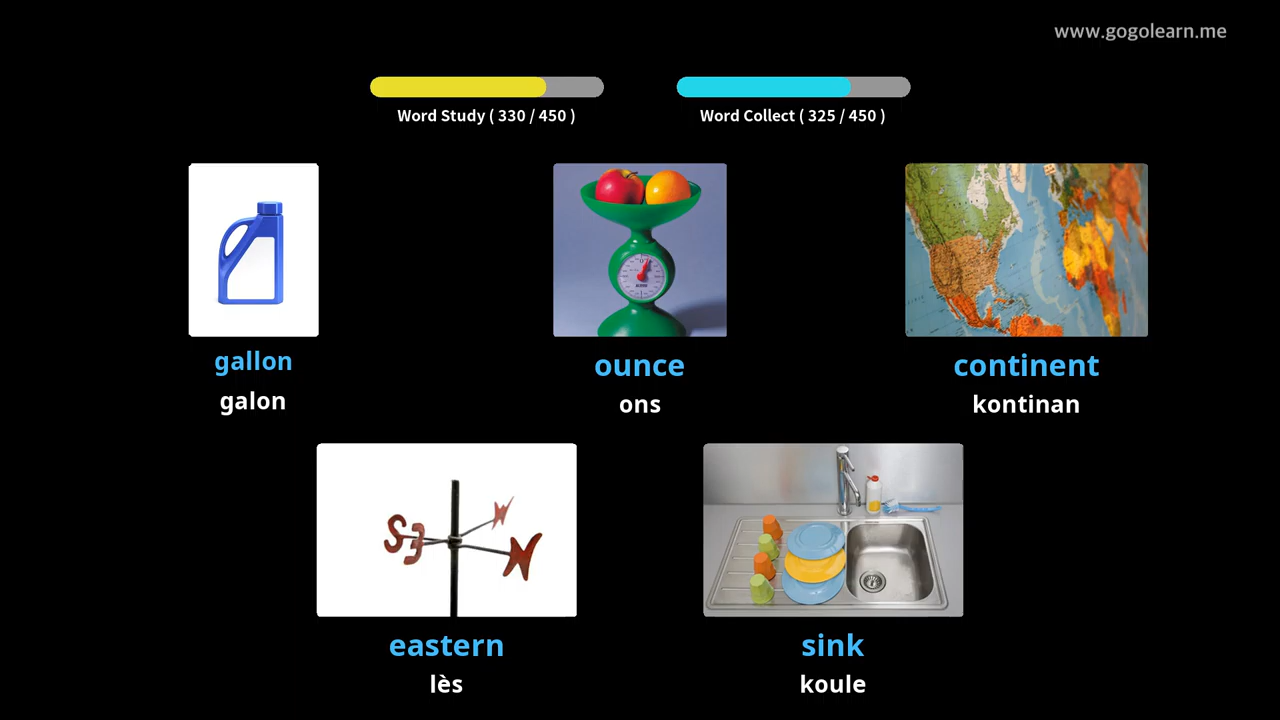 www.gogolearn.me
Word Study ( 330 / 450 )
Word Collect ( 325 / 450 )
gallon
galon
ounce
ons
continent
kontinan
S E N
eastern
lès
sink
koule